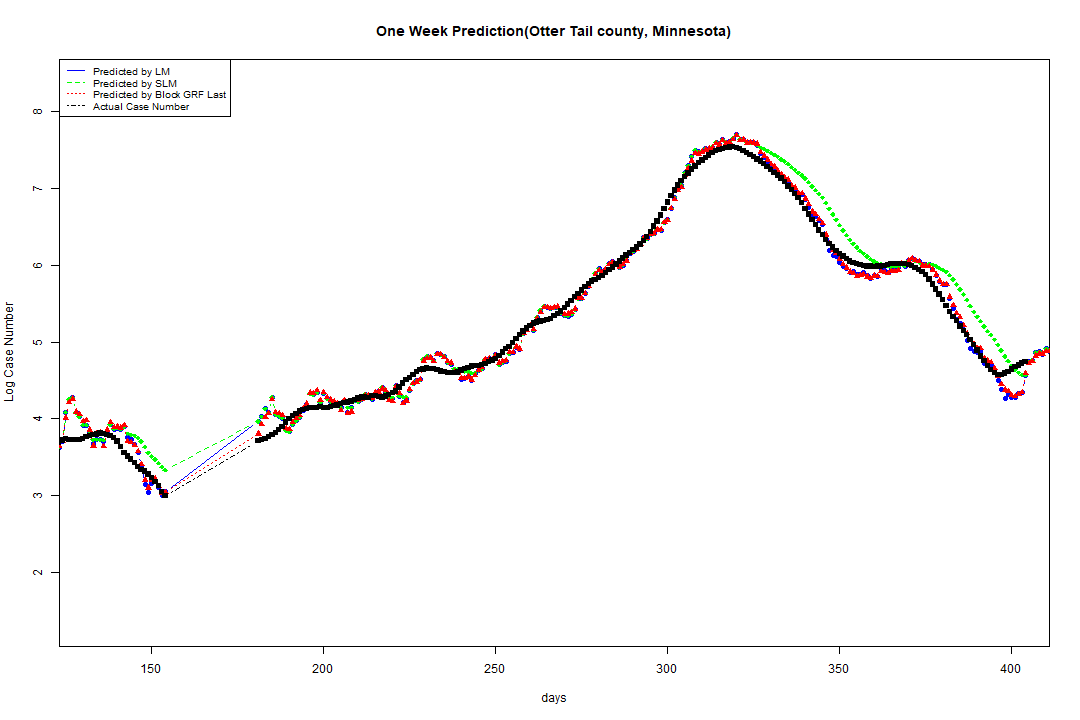 One Week Prediction(Otter Tail county, Minnesota)
Predicted by LM
Predicted by SLM
Predicted by Block GRF Last
Actual Case Number
8
7
6
5
4
3
2
Log Case Number
150 200 250 300 350 400
days